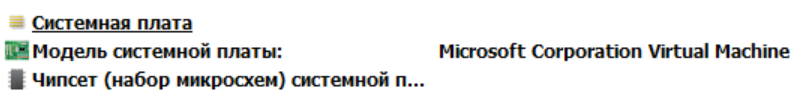 Системная плата
Модель системной платы: Microsoft Corporation Virtual Machine
Чипсет (набор микросхем) системной п...